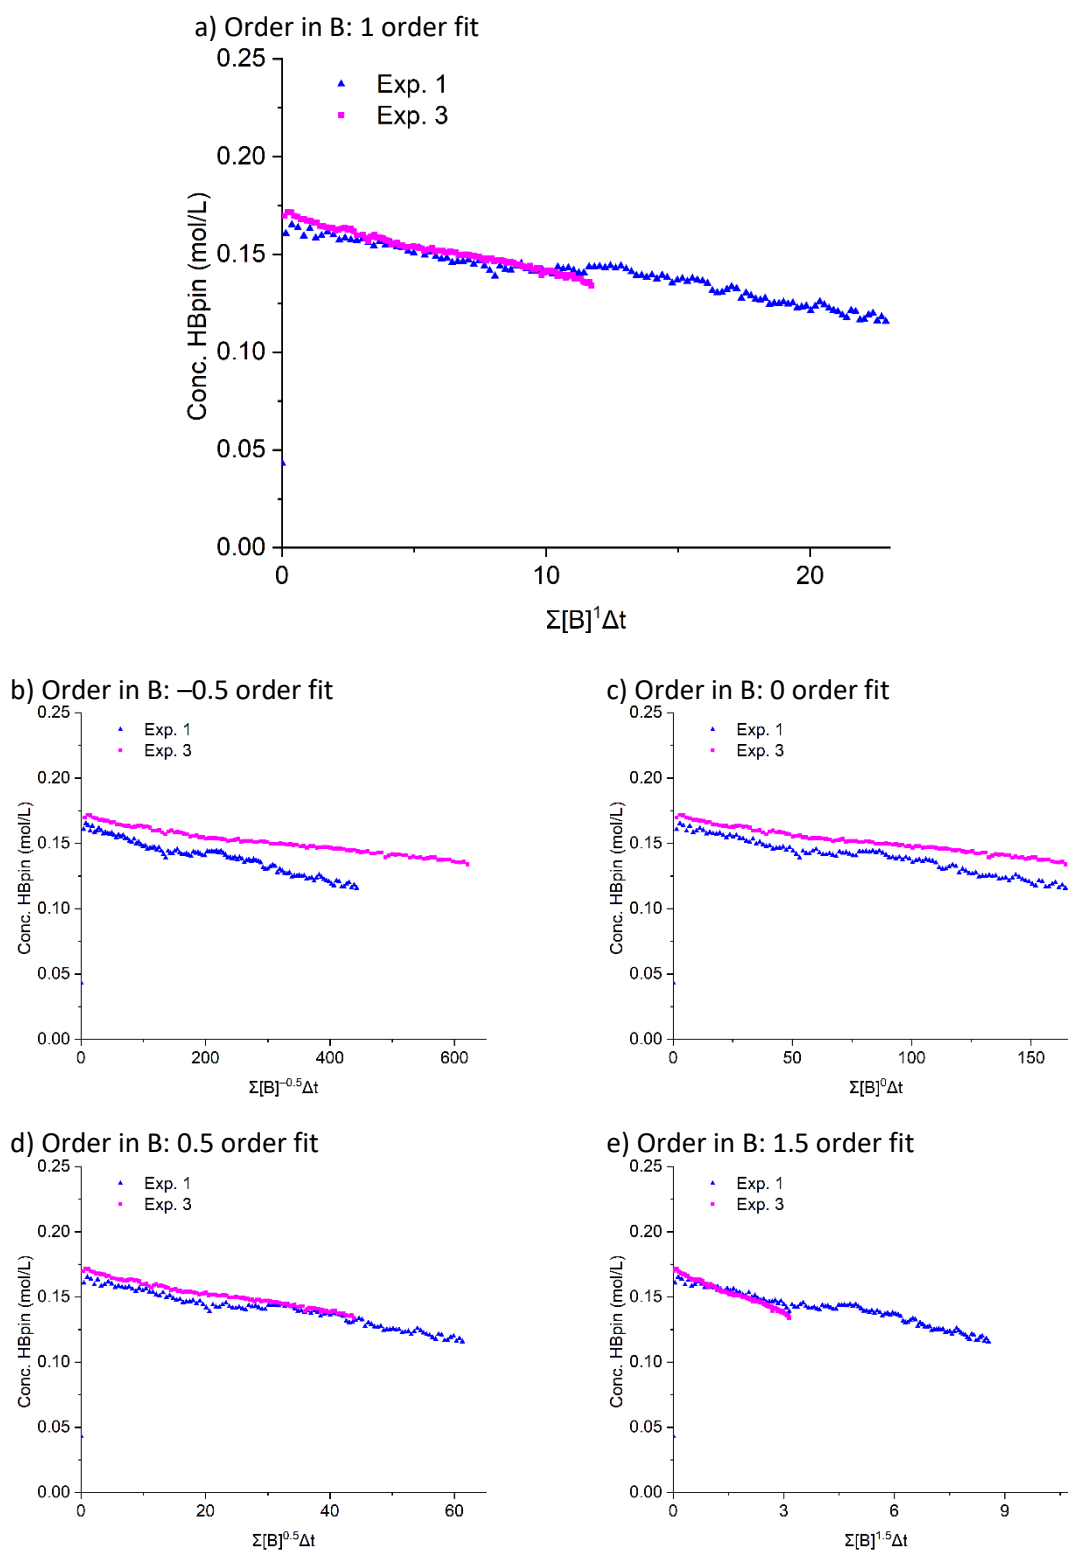 a) Order in B: 1 order fit
0.25
Exp. 1
Exp. 3
0.20
0.15
0.10
0.05
0.00
Conc. HBpin (mol/L)
0 10 20
Σ[B]¹Δt
b) Order in B: –0.5 order fit
0.25
Exp. 1
Exp. 3
0.20
0.15
0.10
0.05
0.00
Conc. HBpin (mol/L)
0 200 400 600
Σ[B]⁻⁰·⁵Δt
c) Order in B: 0 order fit
0.25
Exp. 1
Exp. 3
0.20
0.15
0.10
0.05
0.00
Conc. HBpin (mol/L)
0 50 100 150
Σ[B]⁰Δt
d) Order in B: 0.5 order fit
0.25
Exp. 1
Exp. 3
0.20
0.15
0.10
0.05
0.00
Conc. HBpin (mol/L)
0 20 40 60
Σ[B]⁰·⁵Δt
e) Order in B: 1.5 order fit
0.25
Exp. 1
Exp. 3
0.20
0.15
0.10
0.05
0.00
Conc. HBpin (mol/L)
0 3 6 9
Σ[B]¹·⁵Δt